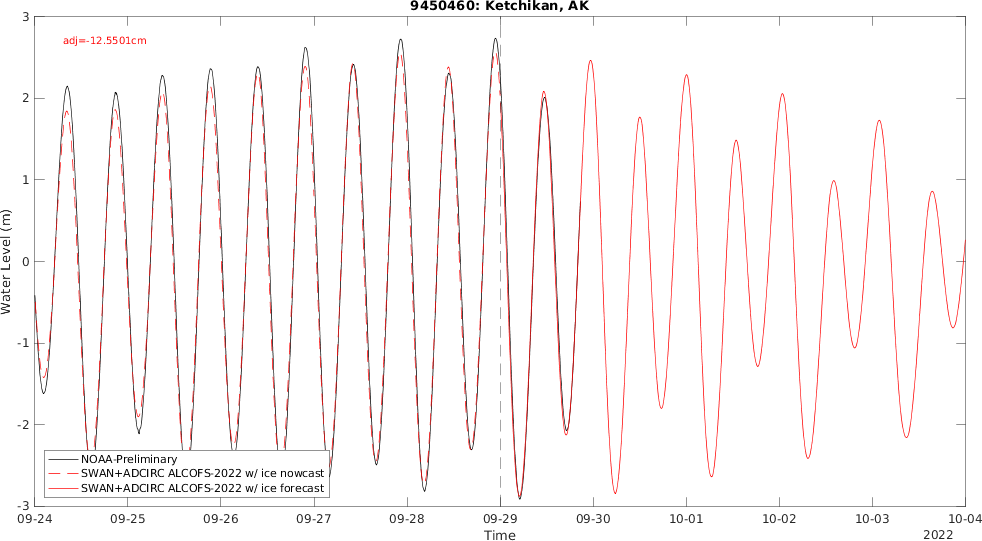 9450460: Ketchikan, AK
adj=-12.5501cm
Water Level (m)
3
2
1
0
-1
-2
-3
NOAA-Preliminary
SWAN+ADCIRC ALCOFS-2022 w/ ice nowcast
SWAN+ADCIRC ALCOFS-2022 w/ ice forecast
09-24 09-25 09-26 09-27 09-28 09-29 09-30 10-01 10-02 10-03 10-04
Time
2022